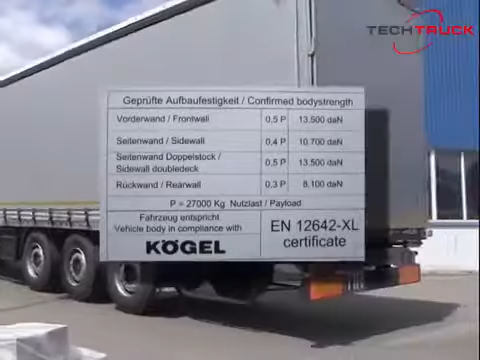 TECHTRUCK
Geprüfte Aufbaufestigkeit / Confirmed bodystrength
Vorderwand / Frontwall 0,5 P 13.500 daN
Seitenwand / Sidewall 0,4 P 10.700 daN
Seitenwand Doppelstock /
Sidewall doubledeck 0,5 P 13.500 daN
Rückwand / Rearwall 0,3 P 8.100 daN
P = 27000 Kg Nutzlast / Payload
Fahrzeug entspricht
Vehicle body in compliance with
KÖGEL
EN 12642-XL
certificate